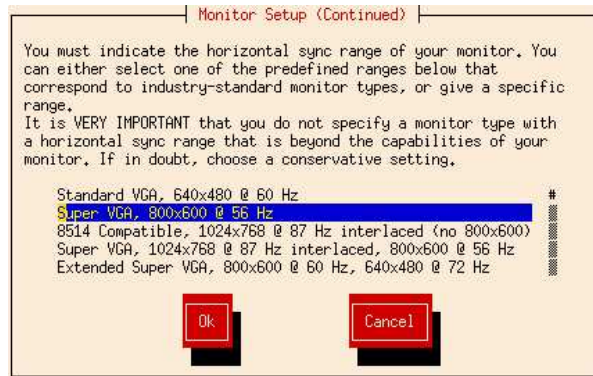 Monitor Setup (Continued)
You must indicate the horizontal sync range of your monitor. You
can either select one of the predefined ranges below that
correspond to industry-standard monitor types, or give a specific
range.
It is VERY IMPORTANT that you do not specify a monitor type with
a horizontal sync range that is beyond the capabilities of your
monitor. If in doubt, choose a conservative setting.
Standard VGA, 640x480 @ 60 Hz #
Super VGA, 800x600 @ 56 Hz
8514 Compatible, 1024x768 @ 87 Hz interlaced (no 800x600)
Super VGA, 1024x768 @ 87 Hz interlaced, 800x600 @ 56 Hz
Extended Super VGA, 800x600 @ 60 Hz, 640x480 @ 72 Hz
Ok Cancel